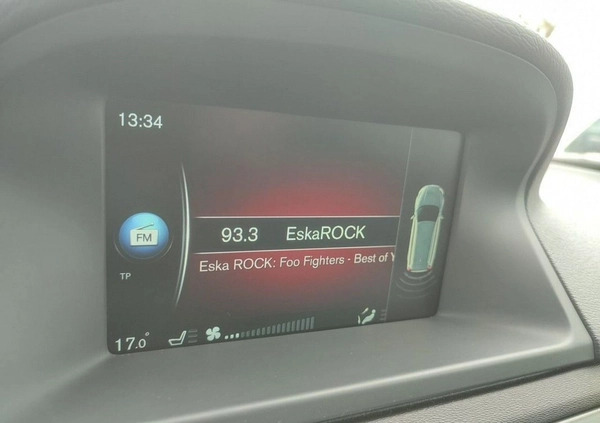 13:34
FM
TP
93.3 EskaROCK
Eska ROCK: Foo Fighters - Best of Y
17.0°